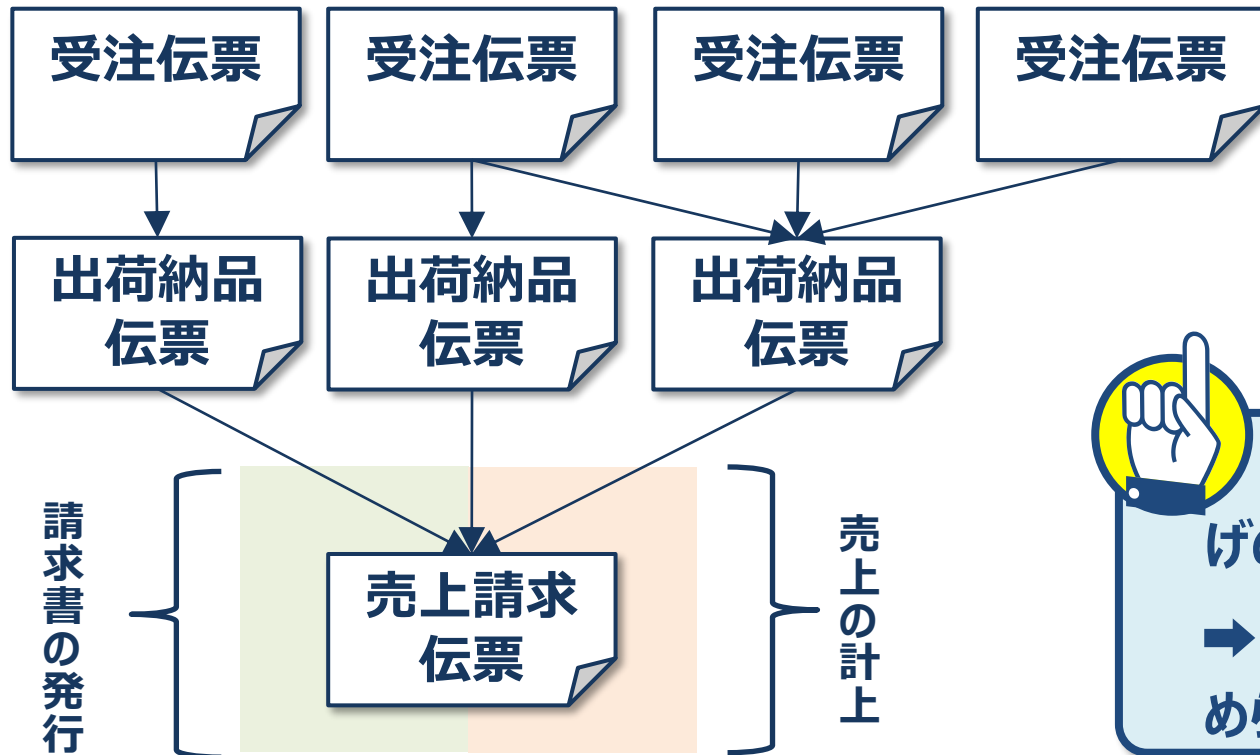 受注伝票
受注伝票
受注伝票
受注伝票
出荷納品
伝票
出荷納品
伝票
出荷納品
伝票
請求書の発行
売上請求
伝票
売上の計上
げ
➡
め